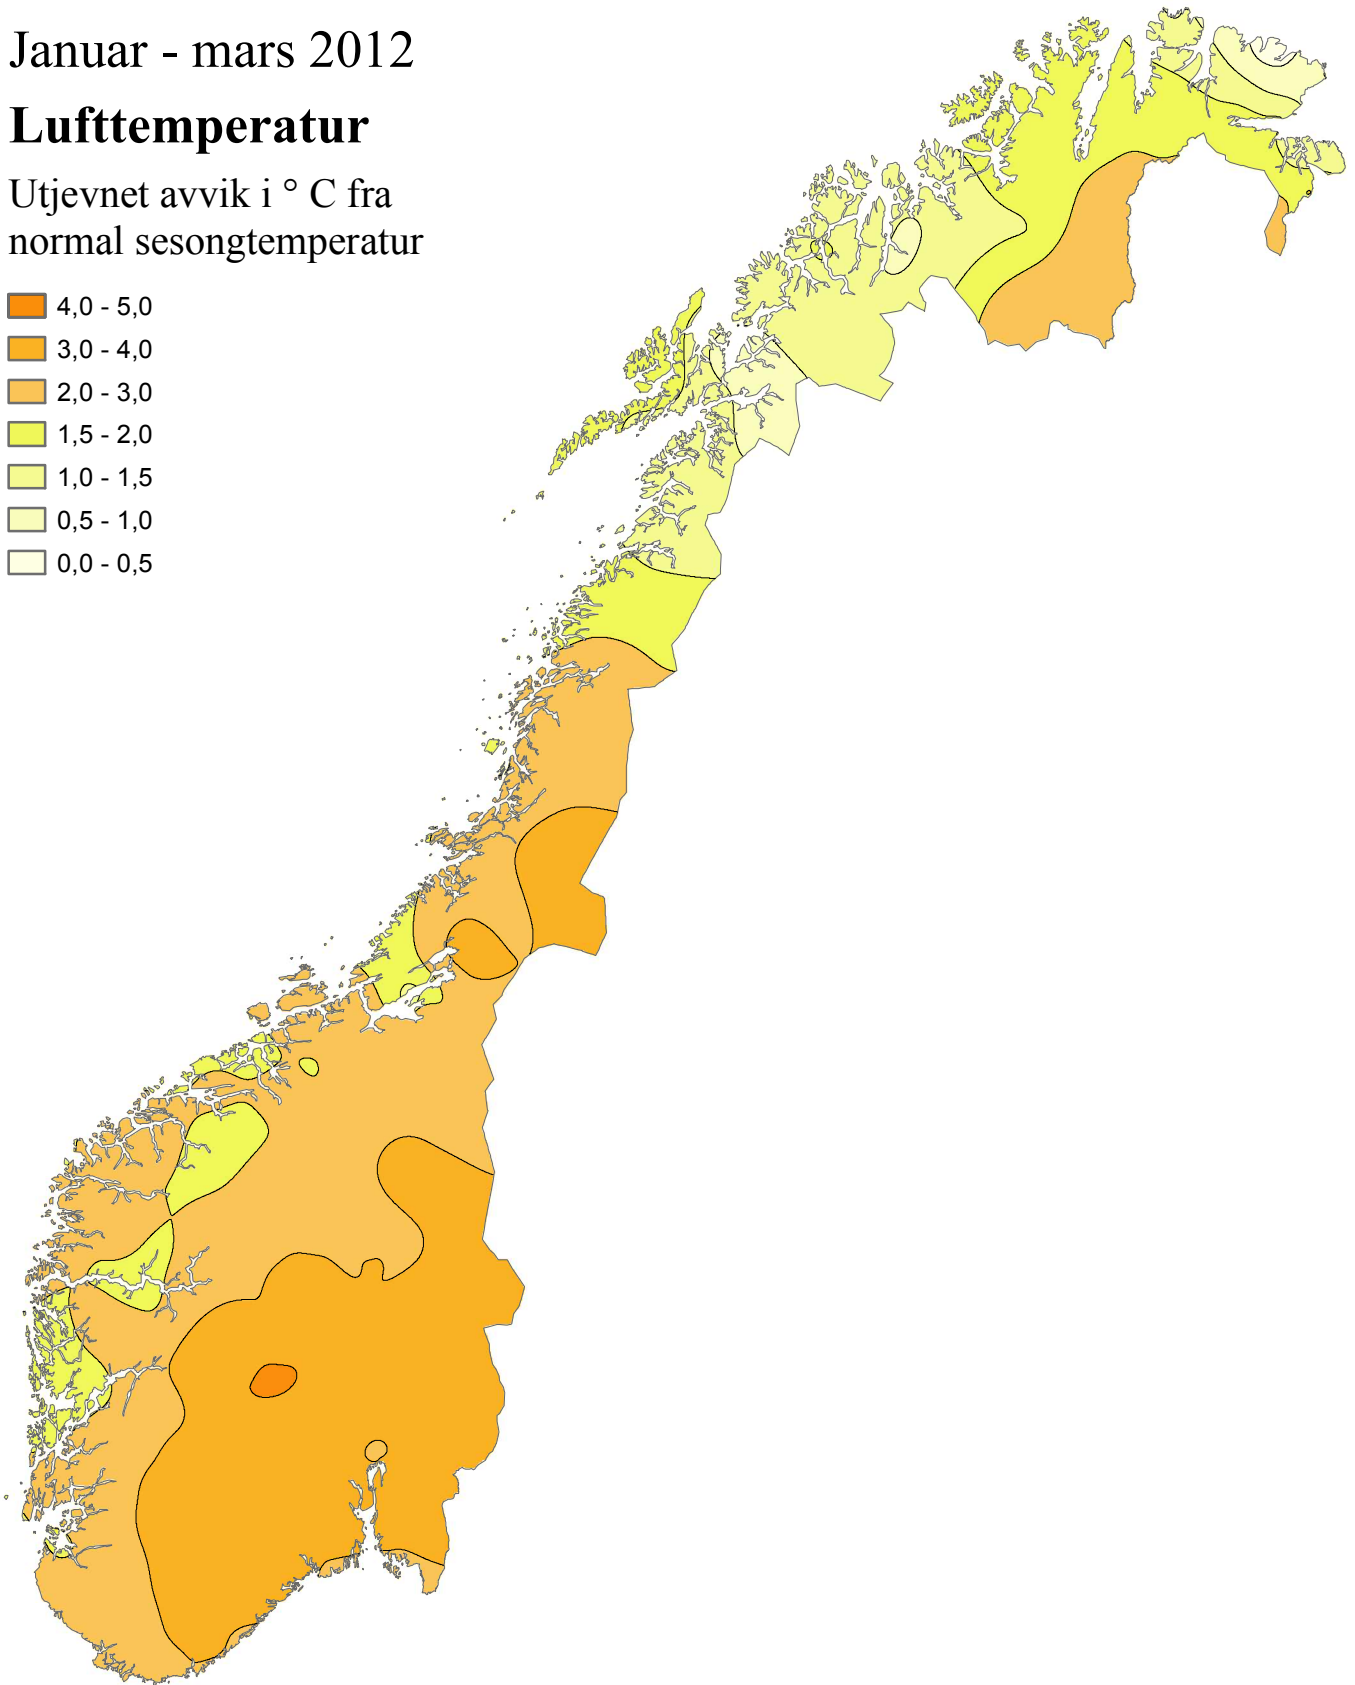 Januar - mars 2012
Lufttemperatur
Utjevnet avvik i ° C fra
normal sesongtemperatur
4,0 - 5,0
3,0 - 4,0
2,0 - 3,0
1,5 - 2,0
1,0 - 1,5
0,5 - 1,0
0,0 - 0,5